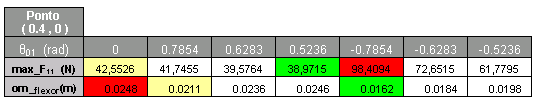 Ponto
( 0.4 , 0 )
θ01 (rad) 0 0.7854 0.6283 0.5236 -0.7854 -0.6283 -0.5236
max_F11 (N) 42,5526 41,7455 39,5764 38,9715 98,4094 72,6515 61,7795
om_flexor(m) 0.0248 0.0211 0.0236 0.0246 0.0162 0.0184 0.0198